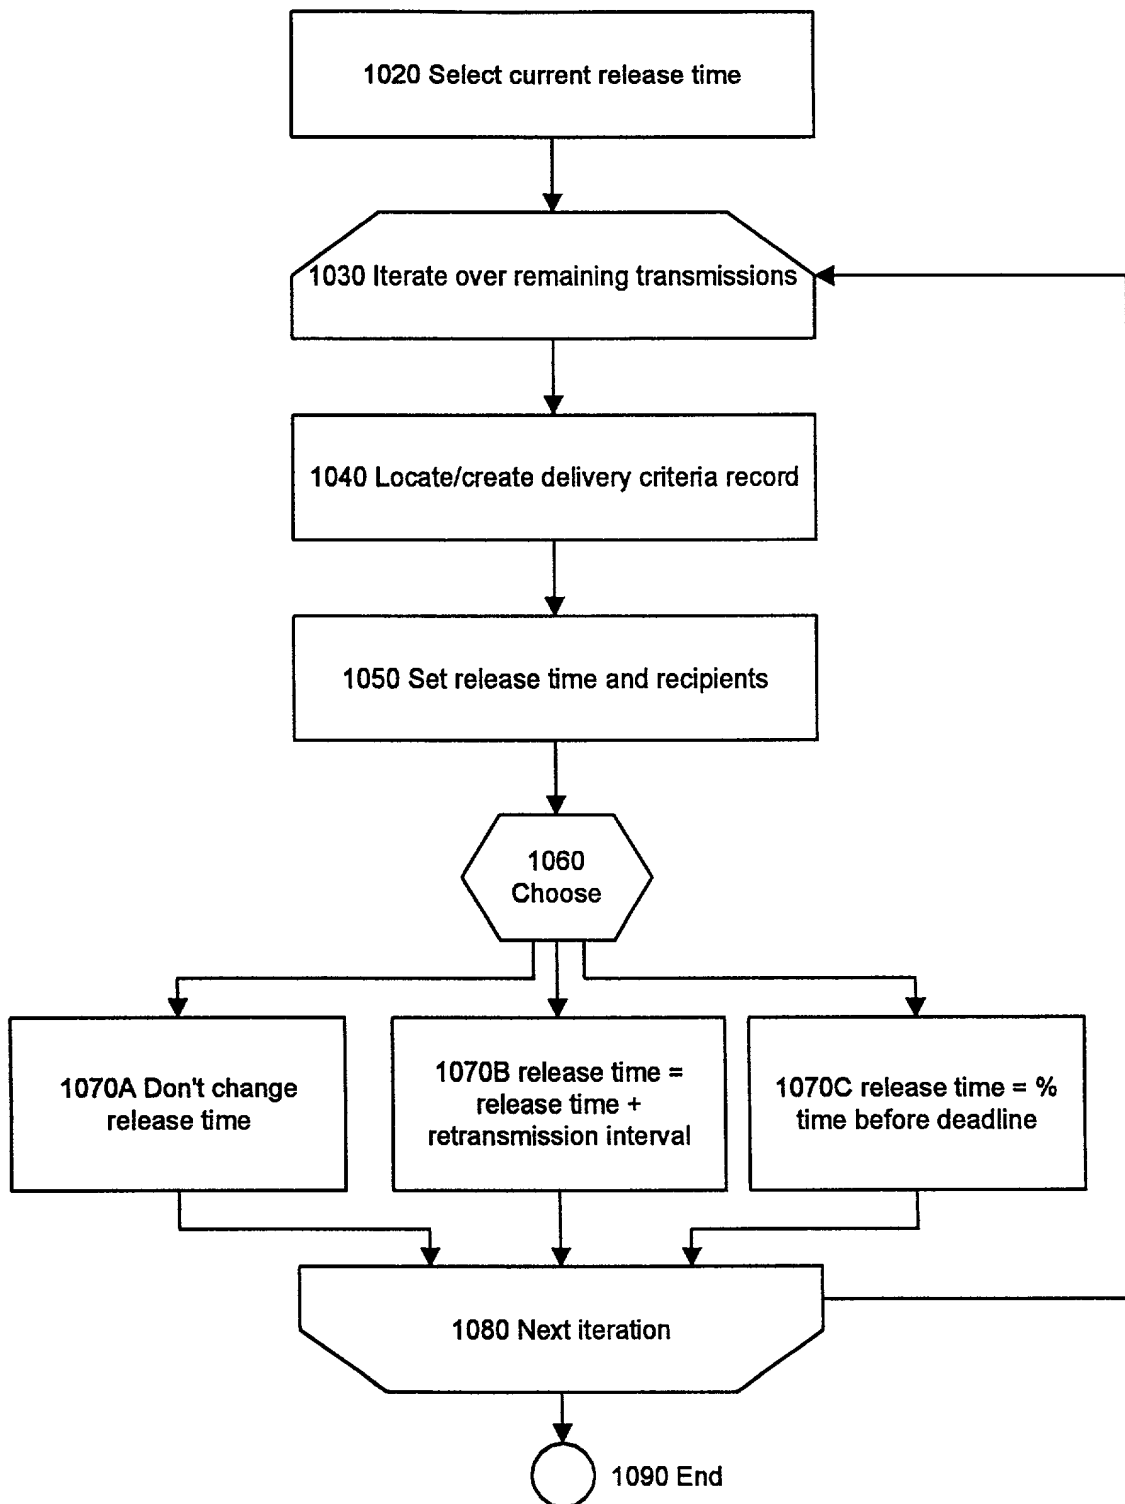 1020 Select current release time
1030 Iterate over remaining transmissions
1040 Locate/create delivery criteria record
1050 Set release time and recipients
1060
Choose
1070A Don't change
release time
1070B release time =
release time +
retransmission interval
1070C release time = %
time before deadline
1080 Next iteration
1090 End